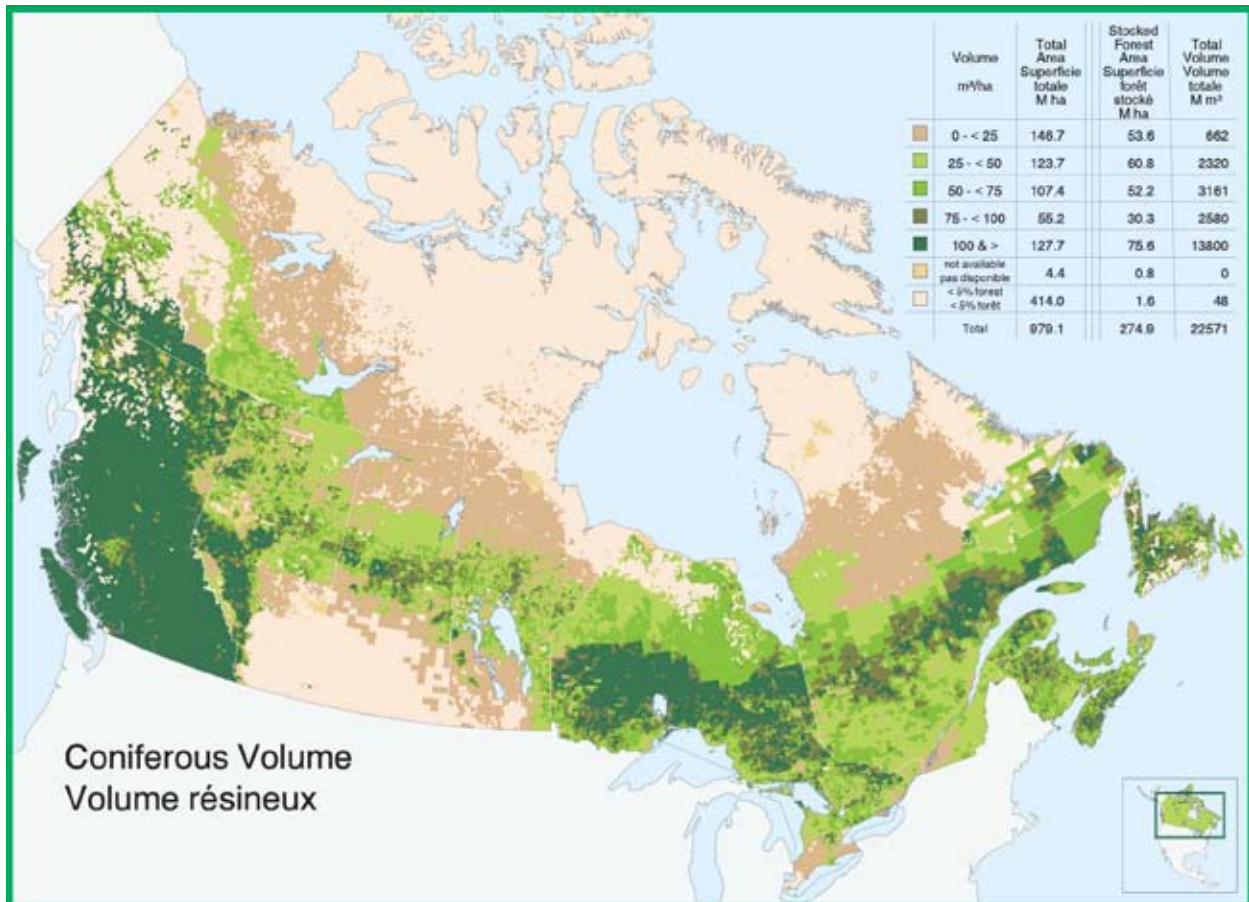 Volume
m³/ha
Total
Area
Superficie
totale
M ha
Stocked
Forest
Area
Superficie
forêt
stocké
M ha
Total
Volume
Volume
totale
M m³
0 - < 25 146.7 53.6 662
25 - < 50 123.7 60.8 2320
50 - < 75 107.4 52.2 3161
75 - < 100 55.2 30.3 2580
100 & > 127.7 75.6 13800
not available
pas disponible 4.4 0.8 0
< 5% forest
< 5% forêt 414.0 1.6 48
Total 979.1 274.9 22571
Coniferous Volume
Volume résineux